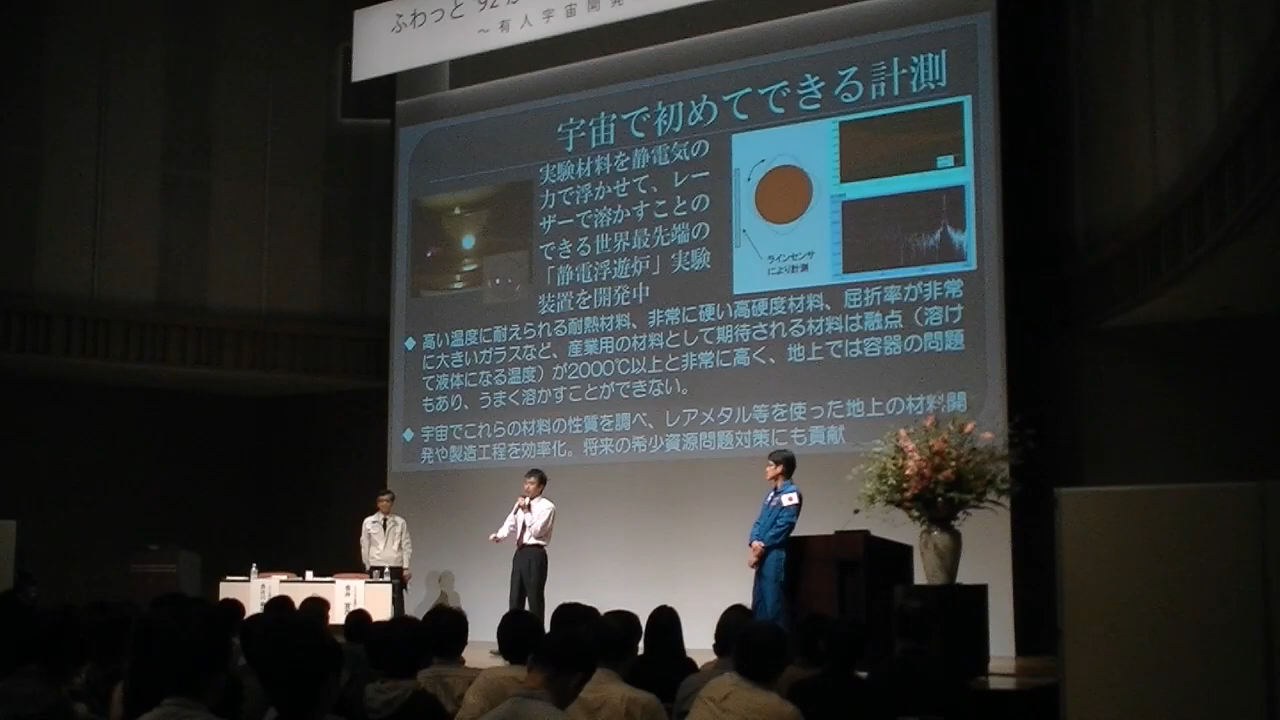 ふわっと '92か
～有人宇宙開発
宇宙で初めてできる計測
実験材料を静電気の
力で浮かせて、レー
ザーで溶かすことの
できる世界最先端の
「静電浮遊炉」実験
装置を開発中
ラインセンサ
により計測
◆ 高い温度に耐えられる耐熱材料、非常に硬い高硬度材料、屈折率が非常
に大きいガラスなど、産業用の材料として期待される材料は融点（溶け
て液体になる温度）が2000℃以上と非常に高く、地上では容器の問題
もあり、うまく溶かすことができない。
◆ 宇宙でこれらの材料の性質を調べ、レアメタル等を使った地上の材料開
発や製造工程を効率化。将来の希少資源問題対策にも貢献